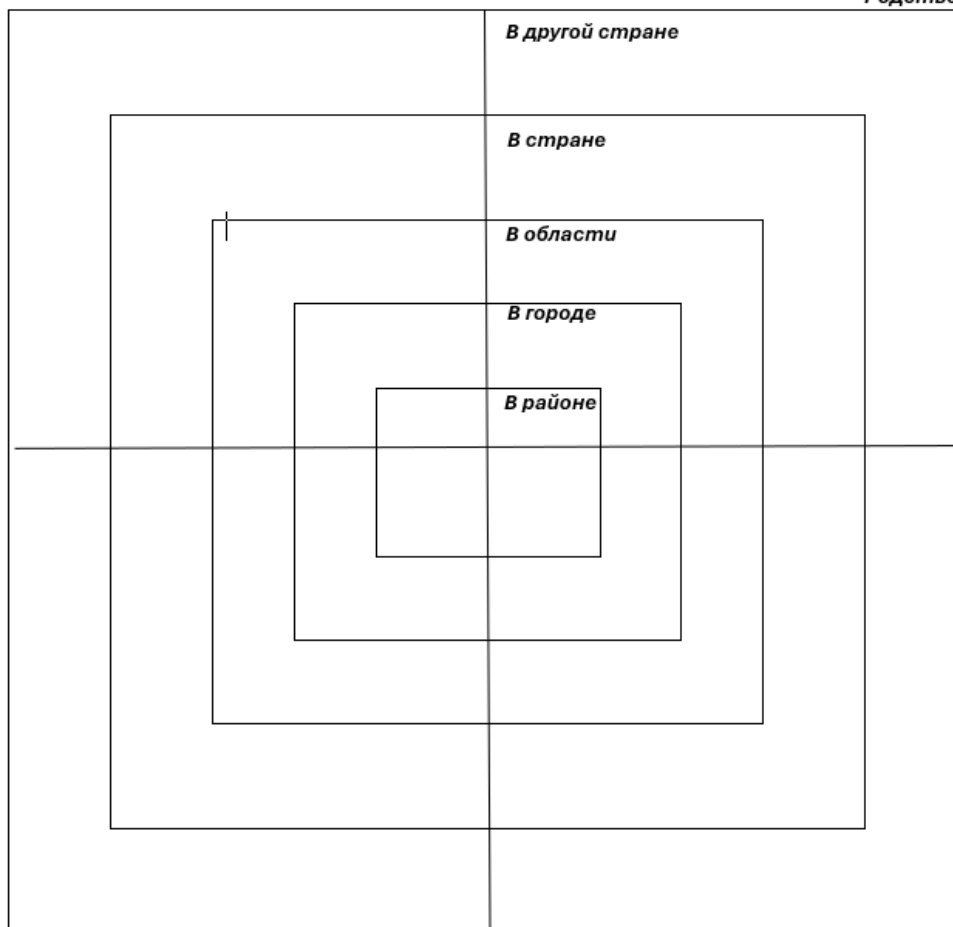 В другой стране
В стране
В области
В городе
В районе